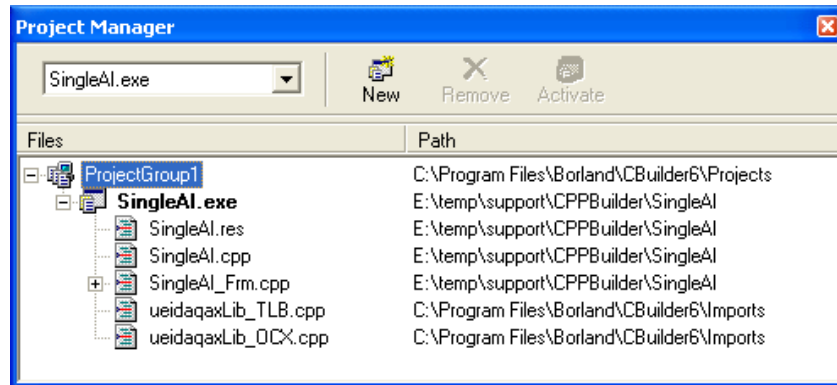 Project Manager
SingleAI.exe
New Remove Activate
Files Path
ProjectGroup1 C:\Program Files\Borland\CBuilder6\Projects
SingleAI.exe E:\temp\support\CPPBuilder\SingleAI
SingleAI.res E:\temp\support\CPPBuilder\SingleAI
SingleAI.cpp E:\temp\support\CPPBuilder\SingleAI
SingleAI_Frm.cpp E:\temp\support\CPPBuilder\SingleAI
ueidaqaxLib_TLB.cpp C:\Program Files\Borland\CBuilder6\Imports
ueidaqaxLib_OCX.cpp C:\Program Files\Borland\CBuilder6\Imports